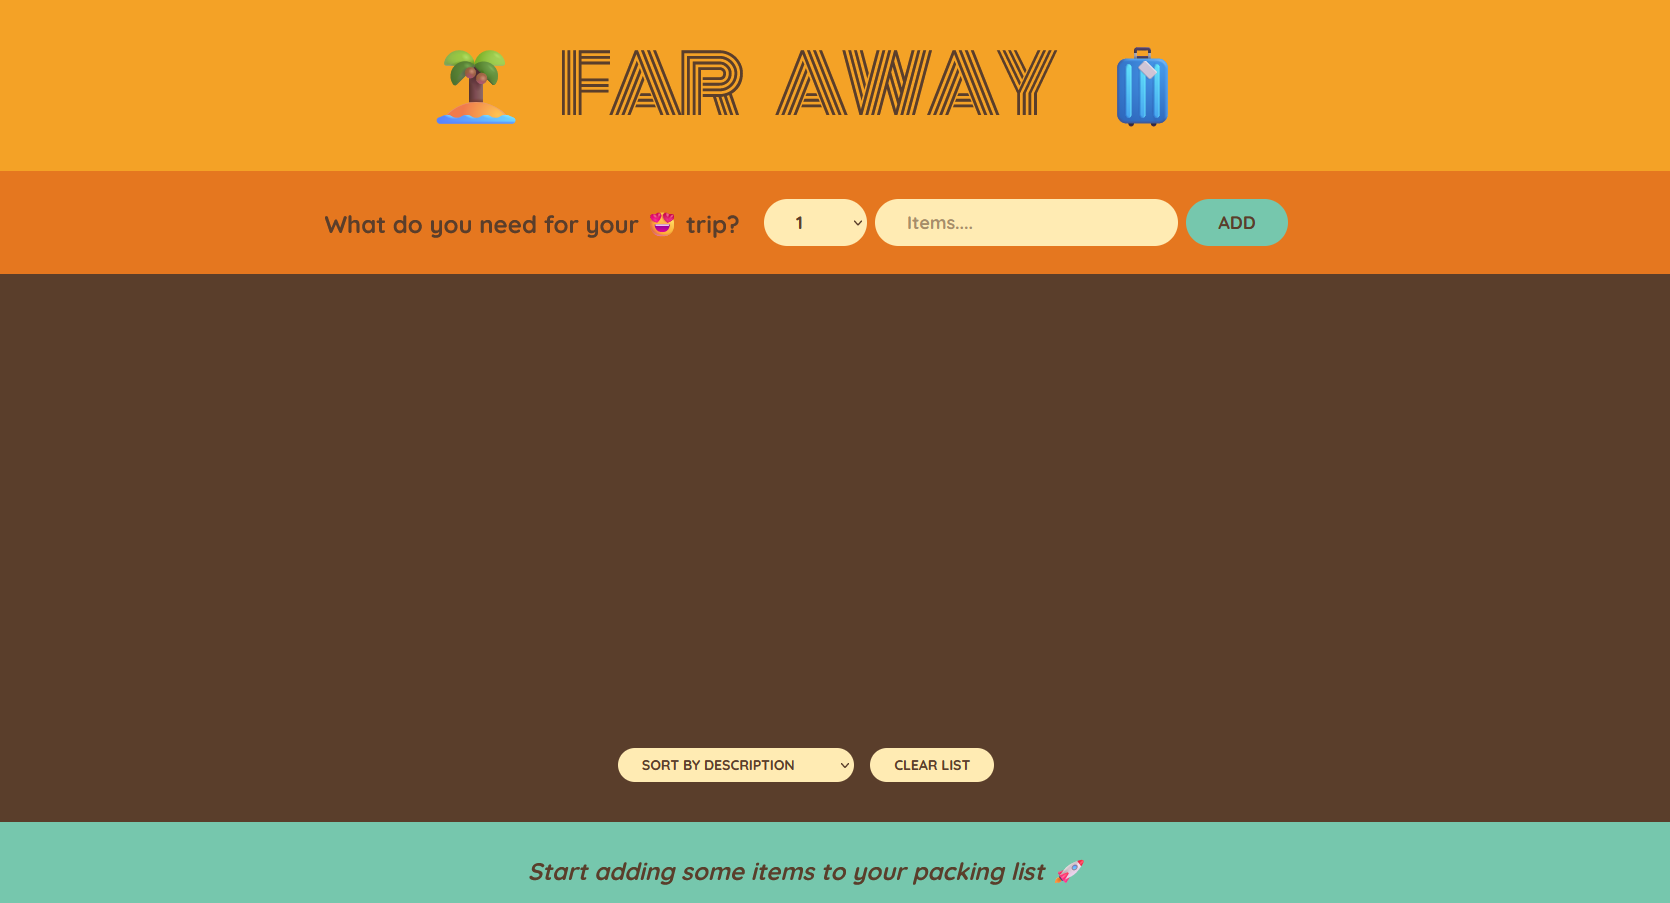 🏝️ FAR AWAY 🧳
What do you need for your 😍 trip? 1 Items.... ADD
SORT BY DESCRIPTION CLEAR LIST
Start adding some items to your packing list 🚀